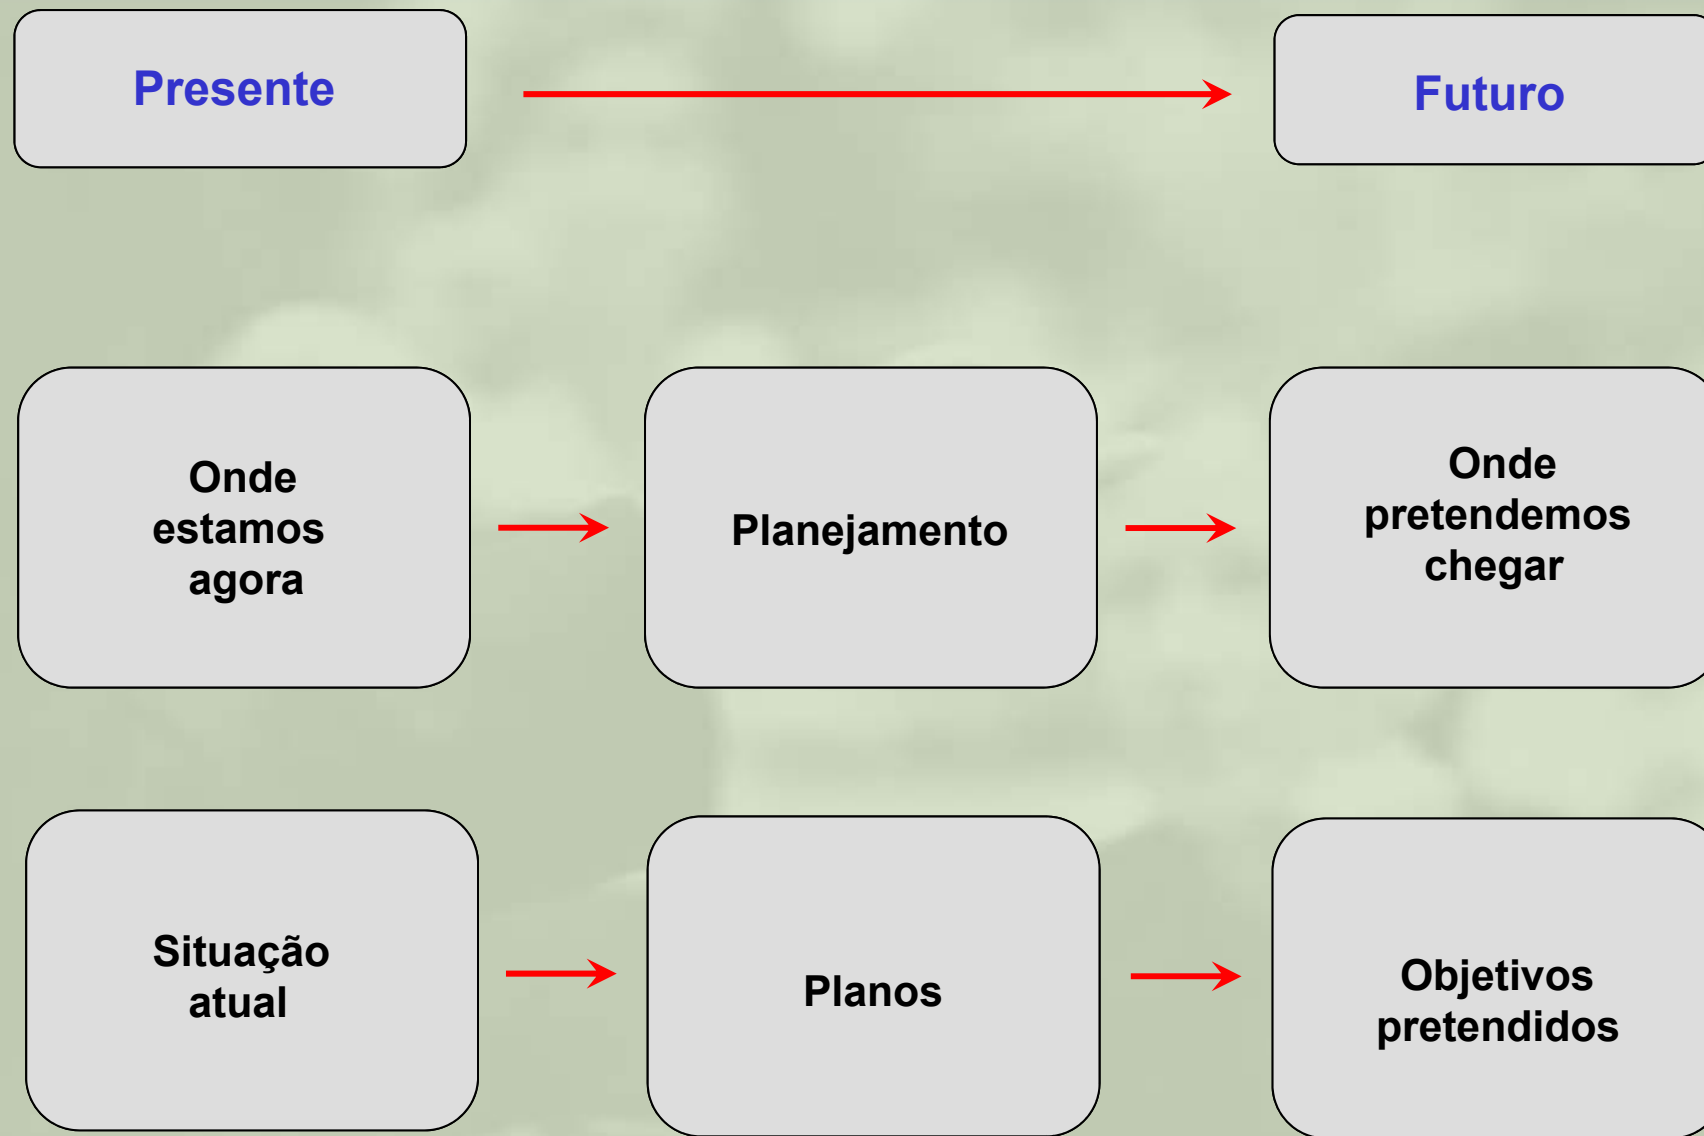 Presente
Futuro
Onde
estamos
agora
Planejamento
Onde
pretendemos
chegar
Situação
atual
Planos
Objetivos
pretendidos